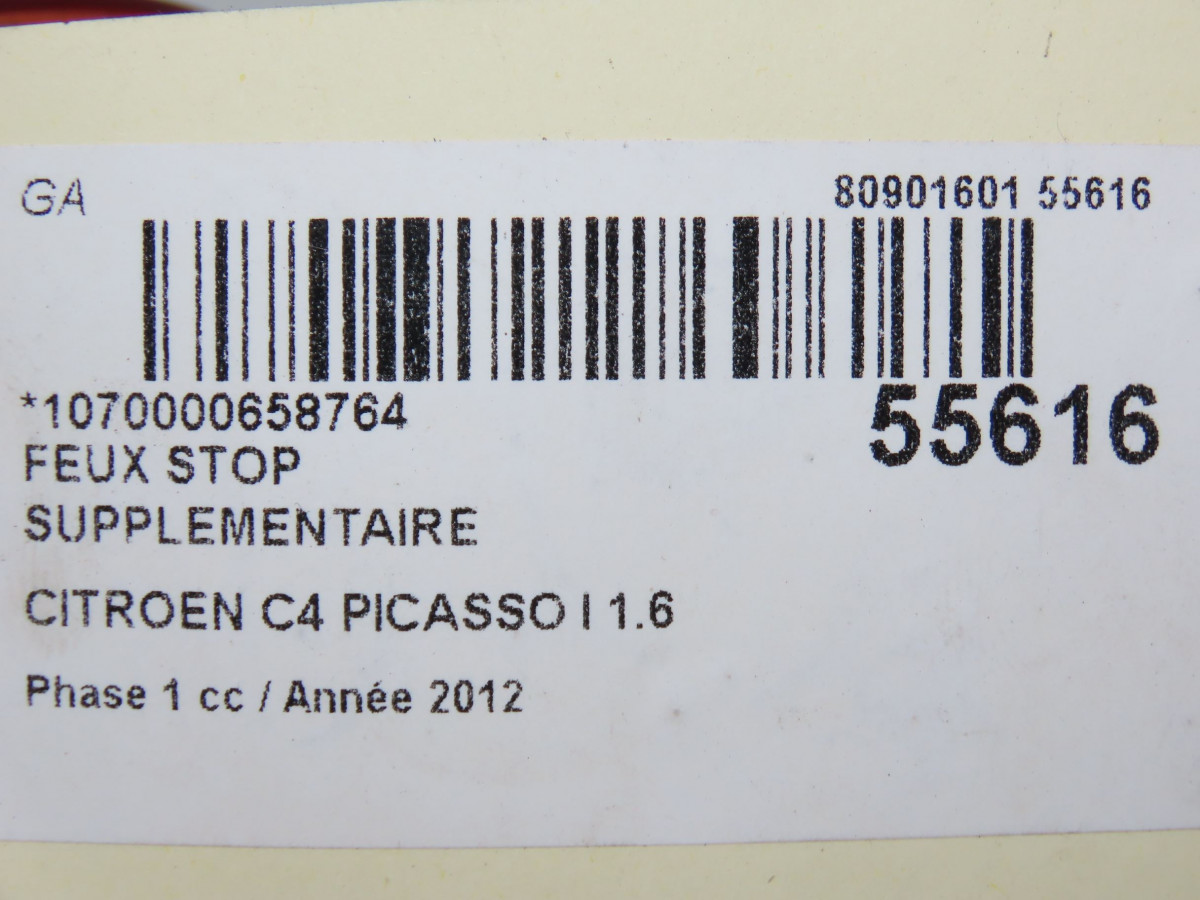 GA
80901601 55616
*1070000658764
55616
FEUX STOP
SUPPLEMENTAIRE
CITROEN C4 PICASSO I 1.6
Phase 1 cc / Année 2012